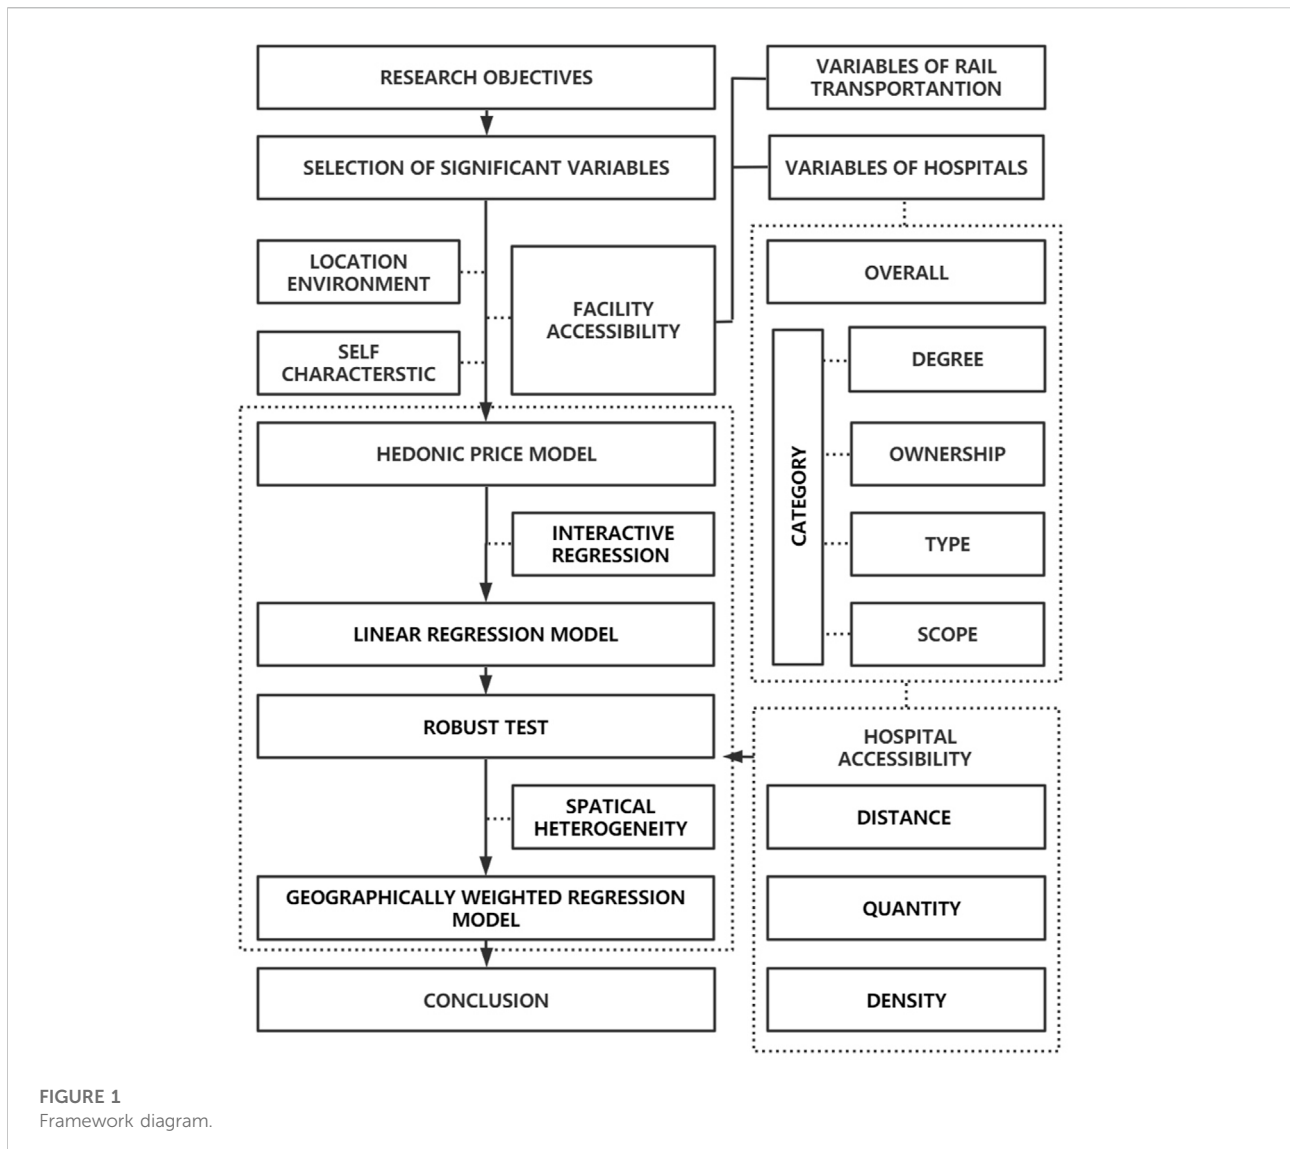 RESEARCH OBJECTIVES
SELECTION OF SIGNIFICANT VARIABLES
LOCATION
ENVIRONMENT
SELF
CHARACTERSTIC
FACILITY
ACCESSIBILITY
HEDONIC PRICE MODEL
INTERACTIVE
REGRESSION
LINEAR REGRESSION MODEL
ROBUST TEST
SPATICAL
HETEROGENEITY
GEOGRAPHICALLY WEIGHTED REGRESSION
MODEL
CONCLUSION
VARIABLES OF RAIL
TRANSPORTANTION
VARIABLES OF HOSPITALS
OVERALL
CATEGORY
DEGREE
OWNERSHIP
TYPE
SCOPE
HOSPITAL
ACCESSIBILITY
DISTANCE
QUANTITY
DENSITY
FIGURE 1
Framework diagram.